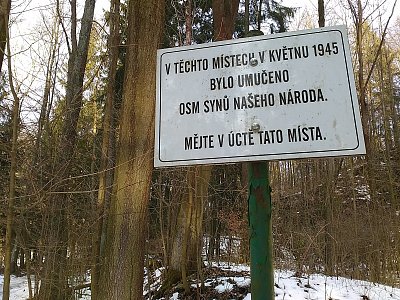 V TĚCHTO MÍSTECH V KVĚTNU 1945
BYLO UMUČENO
OSM SYNŮ NAŠEHO NÁRODA.
MĚJTE V ÚCTĚ TATO MÍSTA.